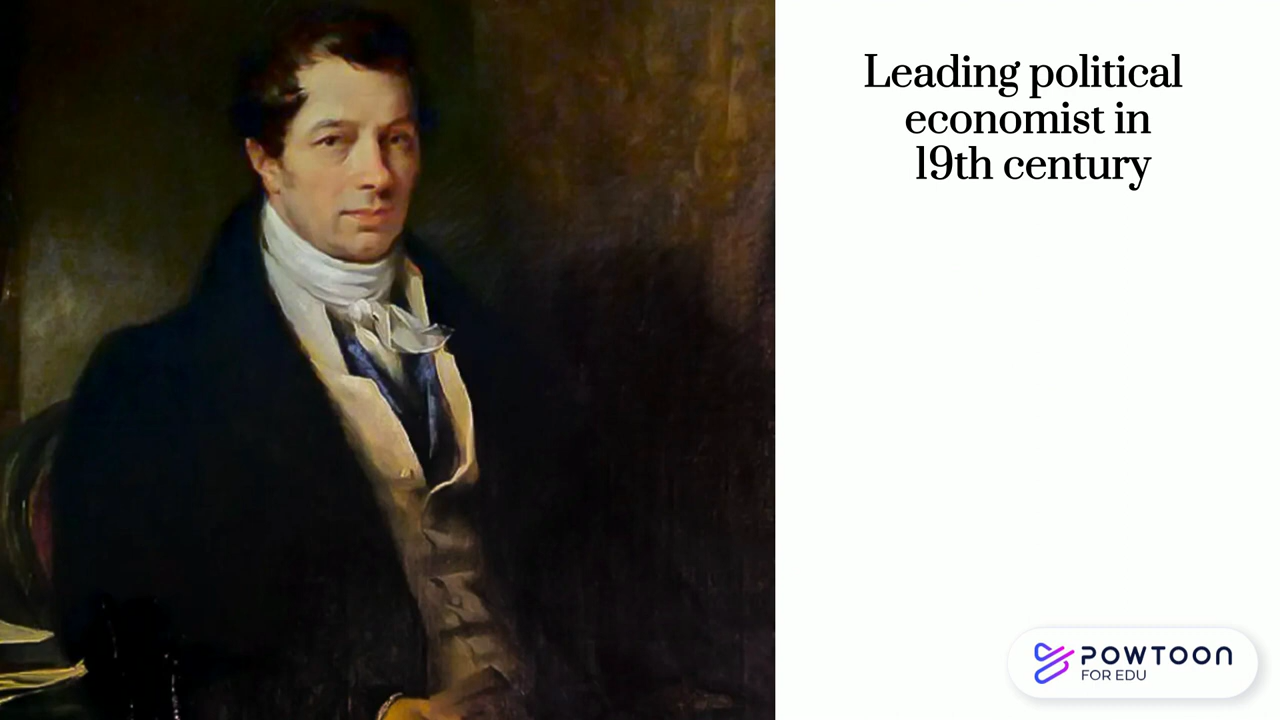 Leading political
economist in
19th century
POWTOON
FOR EDU